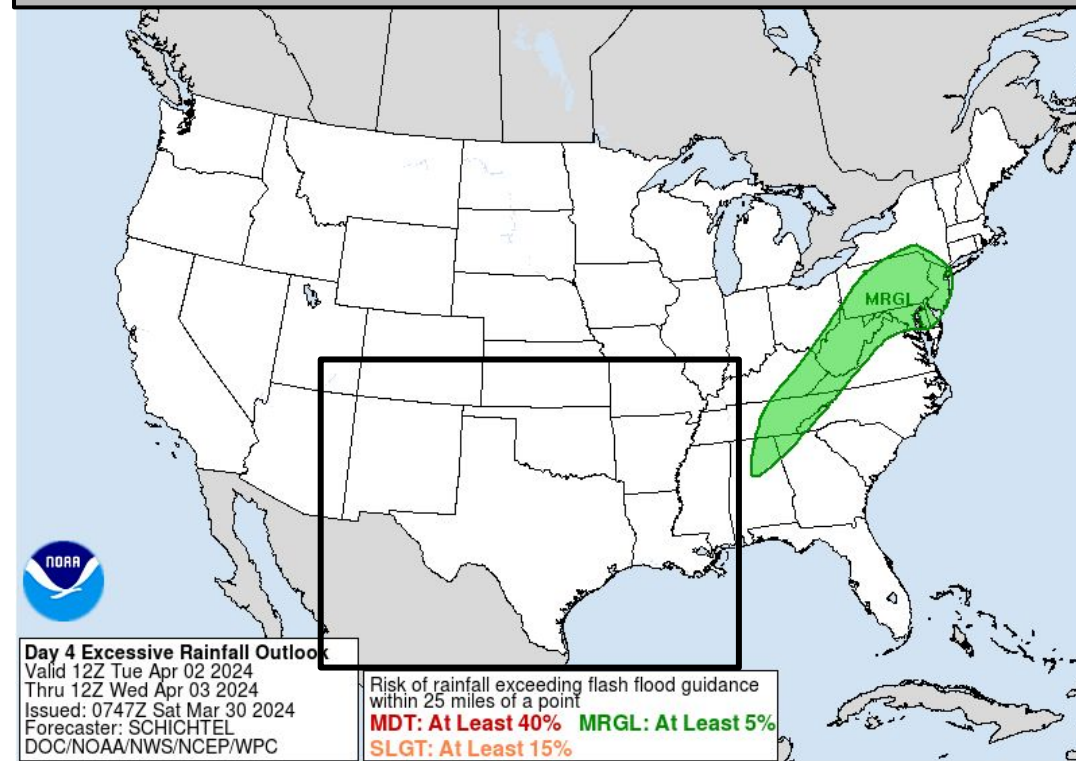 MRGL
NOAA
Day 4 Excessive Rainfall Outlook
Valid 12Z Tue Apr 02 2024
Thru 12Z Wed Apr 03 2024
Issued: 0747Z Sat Mar 30 2024
Forecaster: SCHICHTEL
DOC/NOAA/NWS/NCEP/WPC
Risk of rainfall exceeding flash flood guidance
within 25 miles of a point
MDT: At Least 40% MRGL: At Least 5%
SLGT: At Least 15%